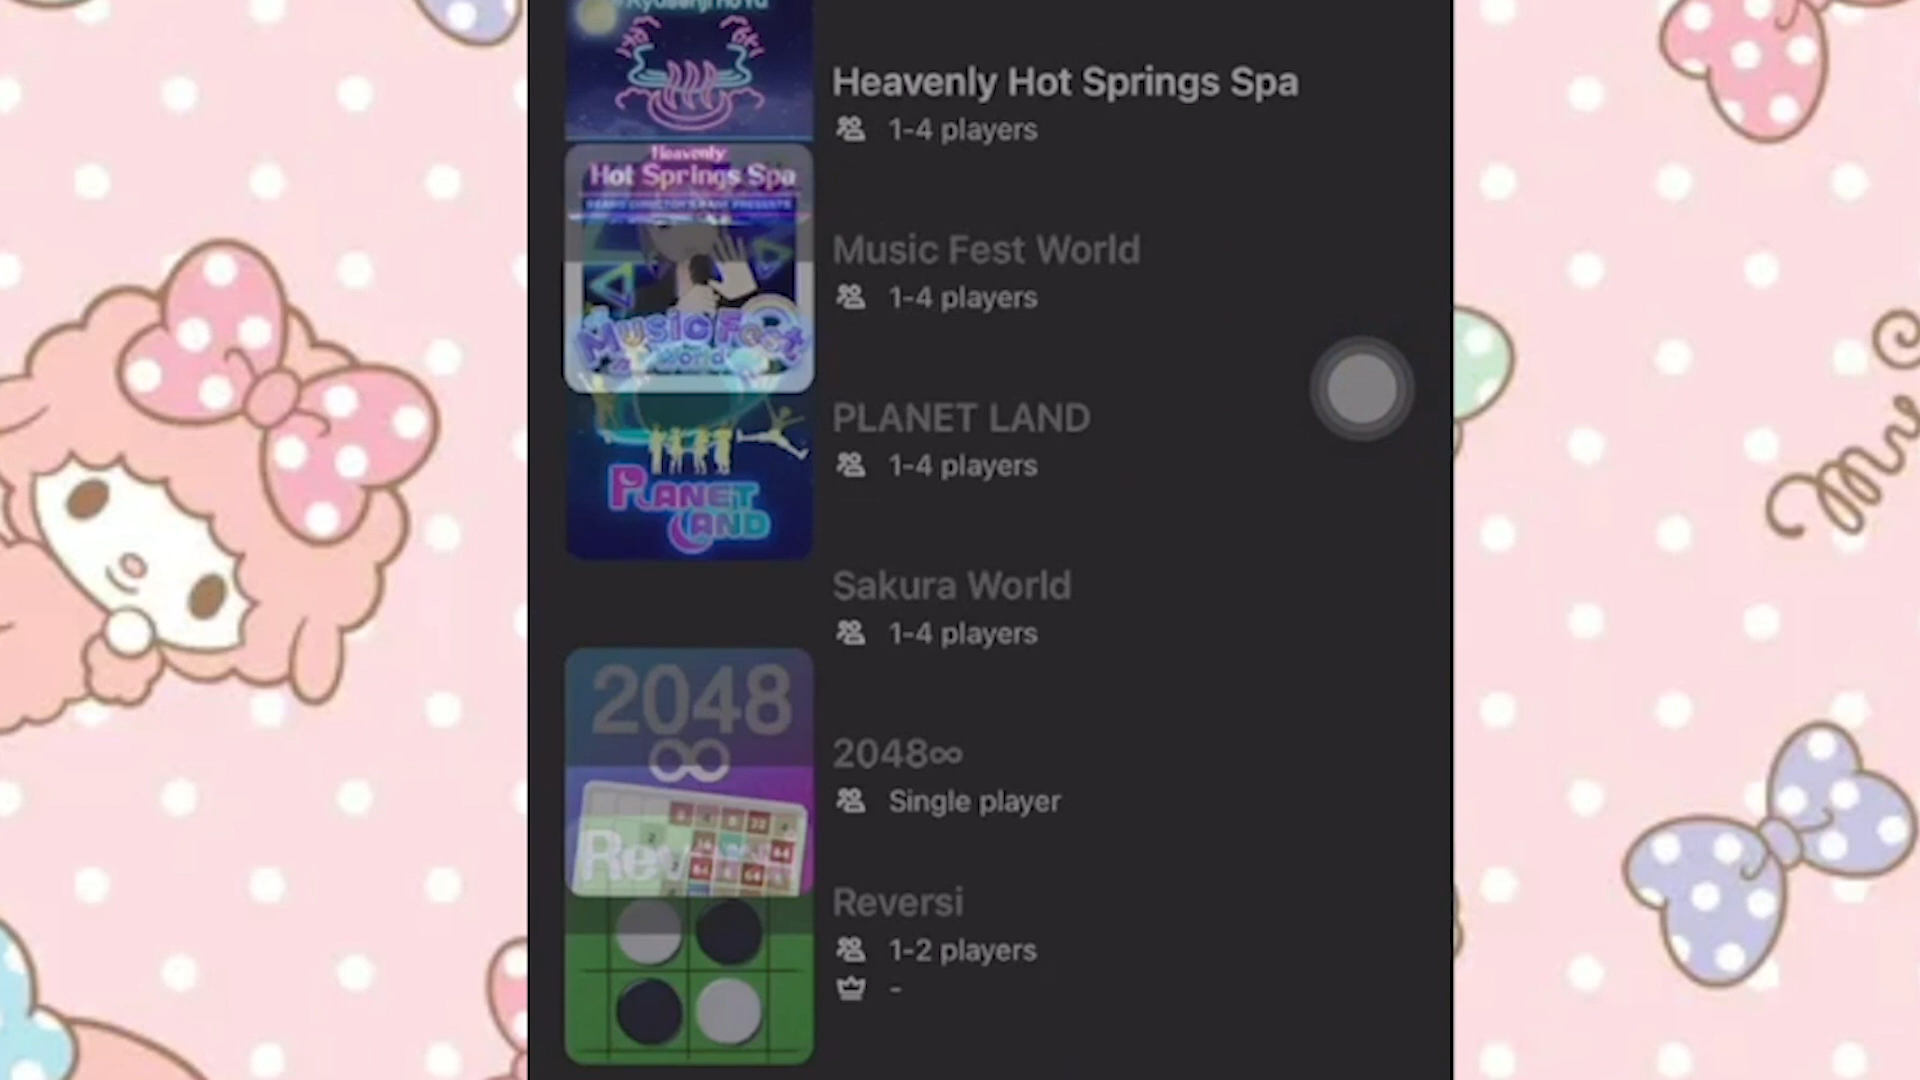 Heavenly Hot Springs Spa
1-4 players
Heavenly
Hot Springs Spa
Music Fest World
1-4 players
Music Fest
World
PLANET LAND
1-4 players
PLANET
LAND
Sakura World
1-4 players
2048
∞
2048∞
Single player
Rev
Reversi
1-2 players
-